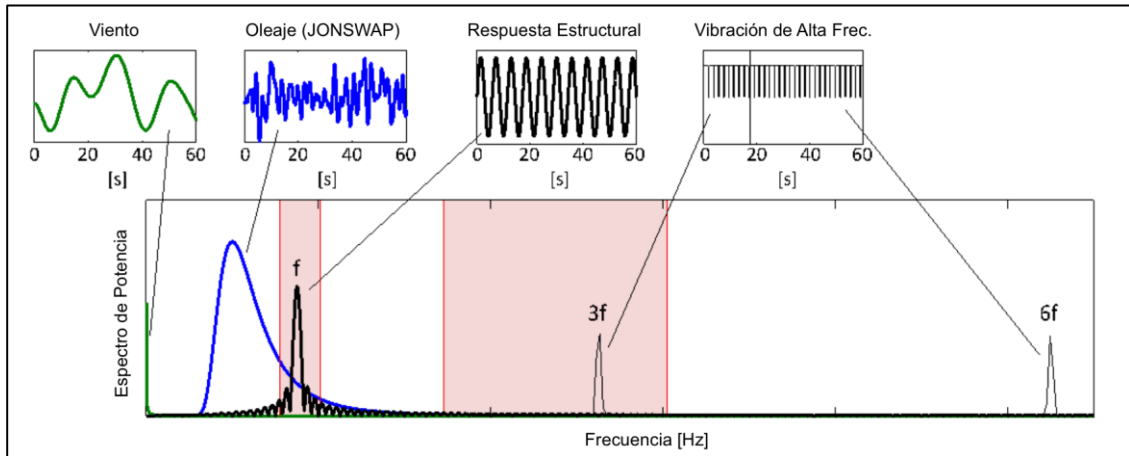 Viento
Oleaje (JONSWAP)
Respuesta Estructural
Vibración de Alta Frec.
0 20 40 60
[s]
0 20 40 60
[s]
0 20 40 60
[s]
0 20 40 60
[s]
Espectro de Potencia
f
3f
6f
Frecuencia [Hz]